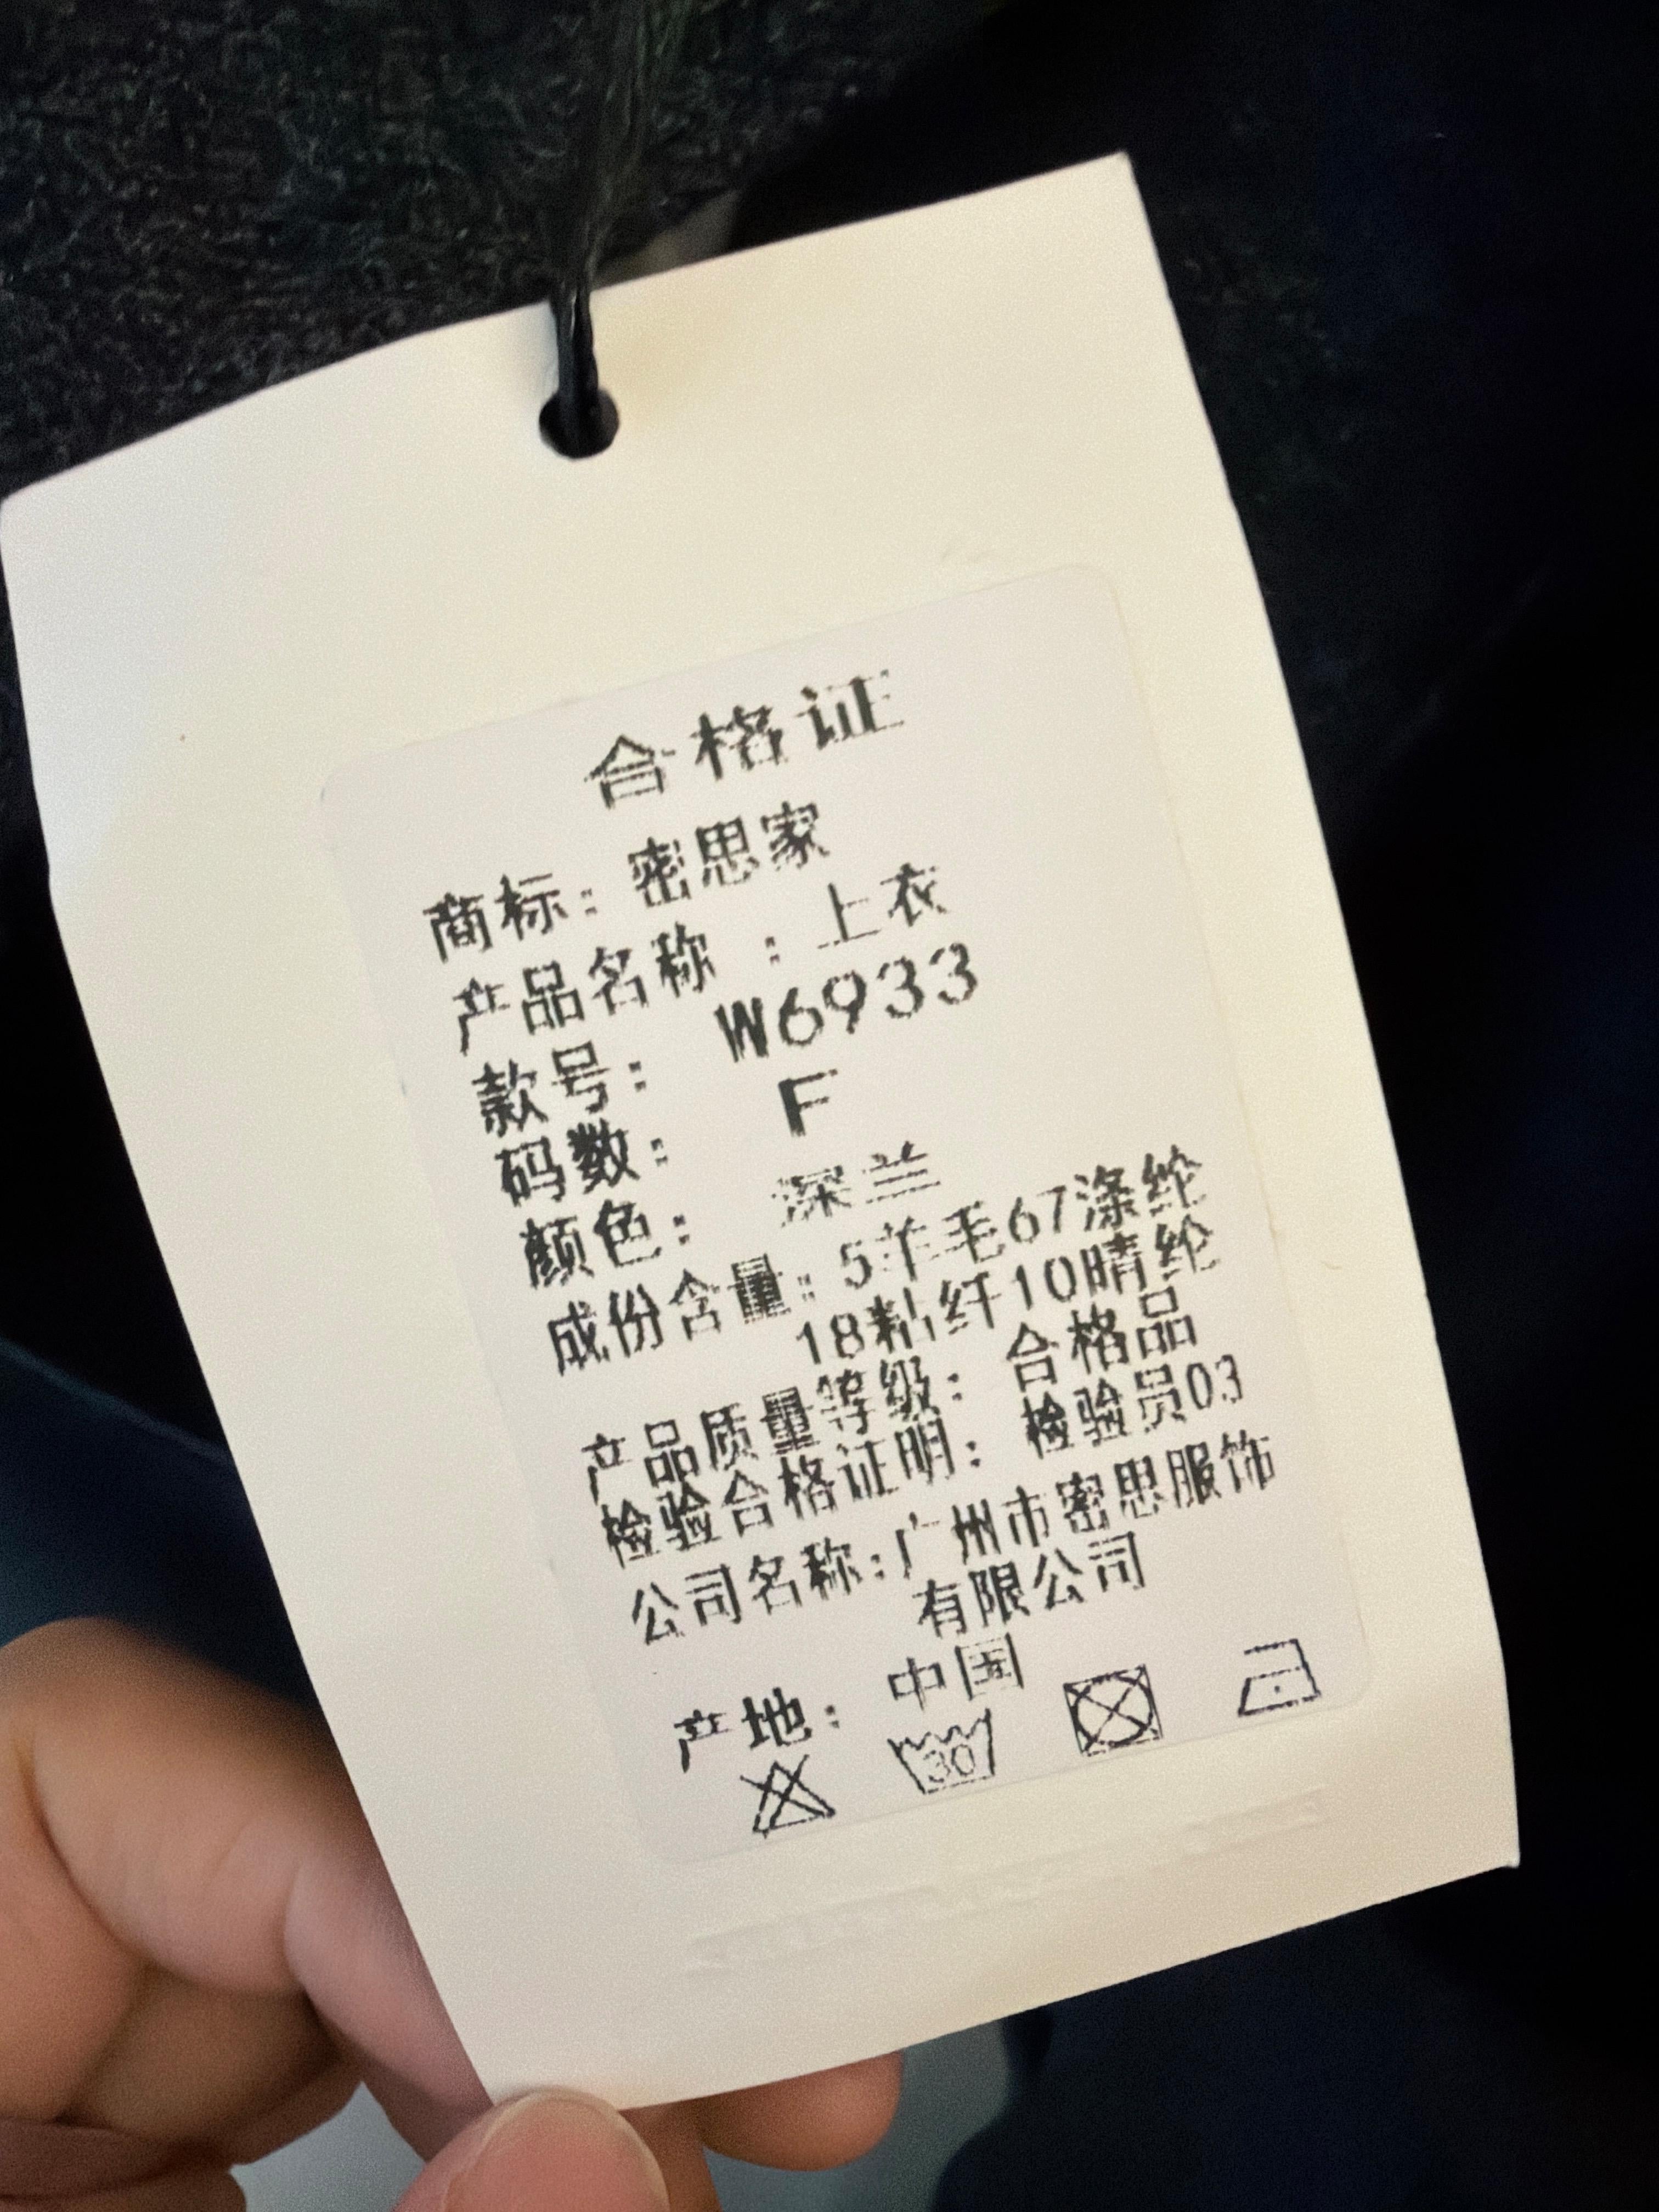 合格证
商标：密思家
产品名称：上衣
款号：W6933
码数：F
颜色：深兰
成份含量：5羊毛67涤纶
18粘纤10晴纶
产品质量等级：合格品
检验合格证明：检验员03
公司名称：广州市密思服饰
有限公司
产地：中国
30